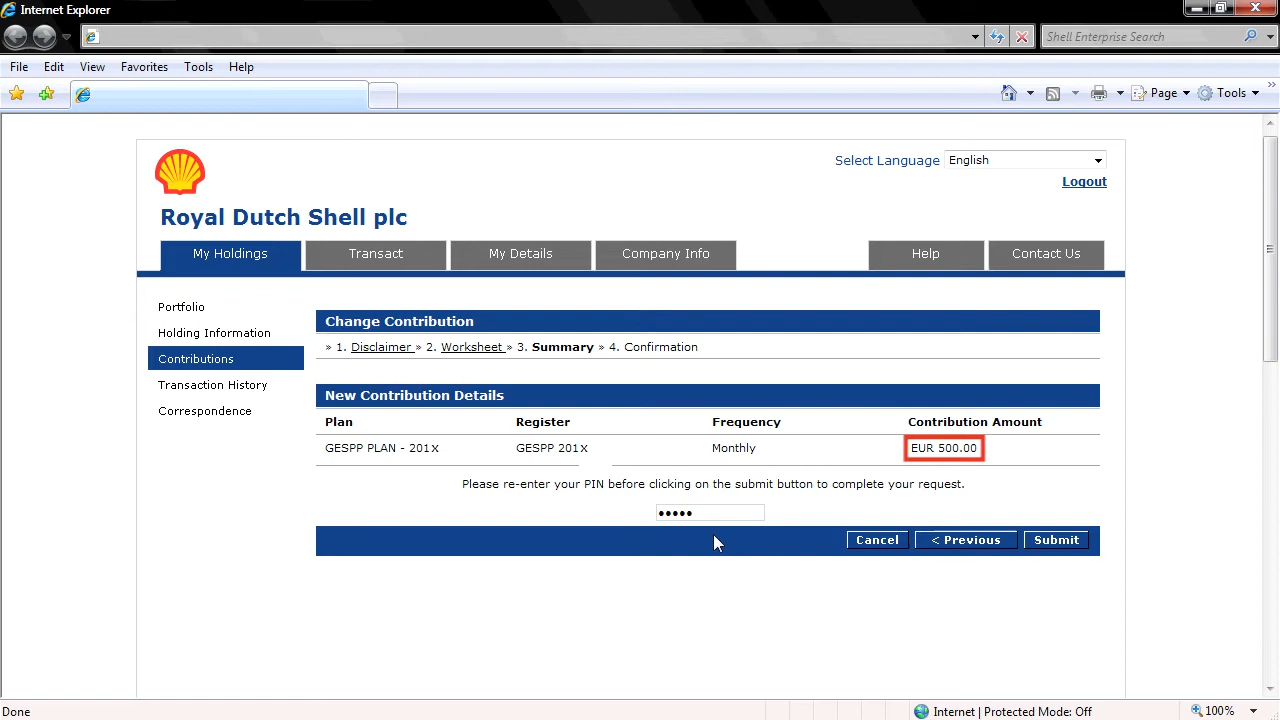 Internet Explorer
Shell Enterprise Search
File Edit View Favorites Tools Help
Page Tools
Select Language English
Logout
Royal Dutch Shell plc
My Holdings Transact My Details Company Info Help Contact Us
Portfolio
Holding Information
Contributions
Transaction History
Correspondence
Change Contribution
» 1. Disclaimer » 2. Worksheet » 3. Summary » 4. Confirmation
New Contribution Details
Plan Register Frequency Contribution Amount
GESPP PLAN - 201X GESPP 201X Monthly EUR 500.00
Please re-enter your PIN before clicking on the submit button to complete your request.
•••••
Cancel < Previous Submit
Done Internet | Protected Mode: Off 100%